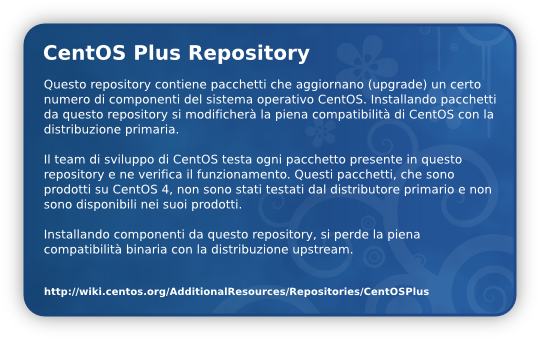 CentOS Plus Repository
Questo repository contiene pacchetti che aggiornano (upgrade) un certo
numero di componenti del sistema operativo CentOS. Installando pacchetti
da questo repository si modificherà la piena compatibilità di CentOS con la
distribuzione primaria.
Il team di sviluppo di CentOS testa ogni pacchetto presente in questo
repository e ne verifica il funzionamento. Questi pacchetti, che sono
prodotti su CentOS 4, non sono stati testati dal distributore primario e non
sono disponibili nei suoi prodotti.
Installando componenti da questo repository, si perde la piena
compatibilità binaria con la distribuzione upstream.
http://wiki.centos.org/AdditionalResources/Repositories/CentOSPlus